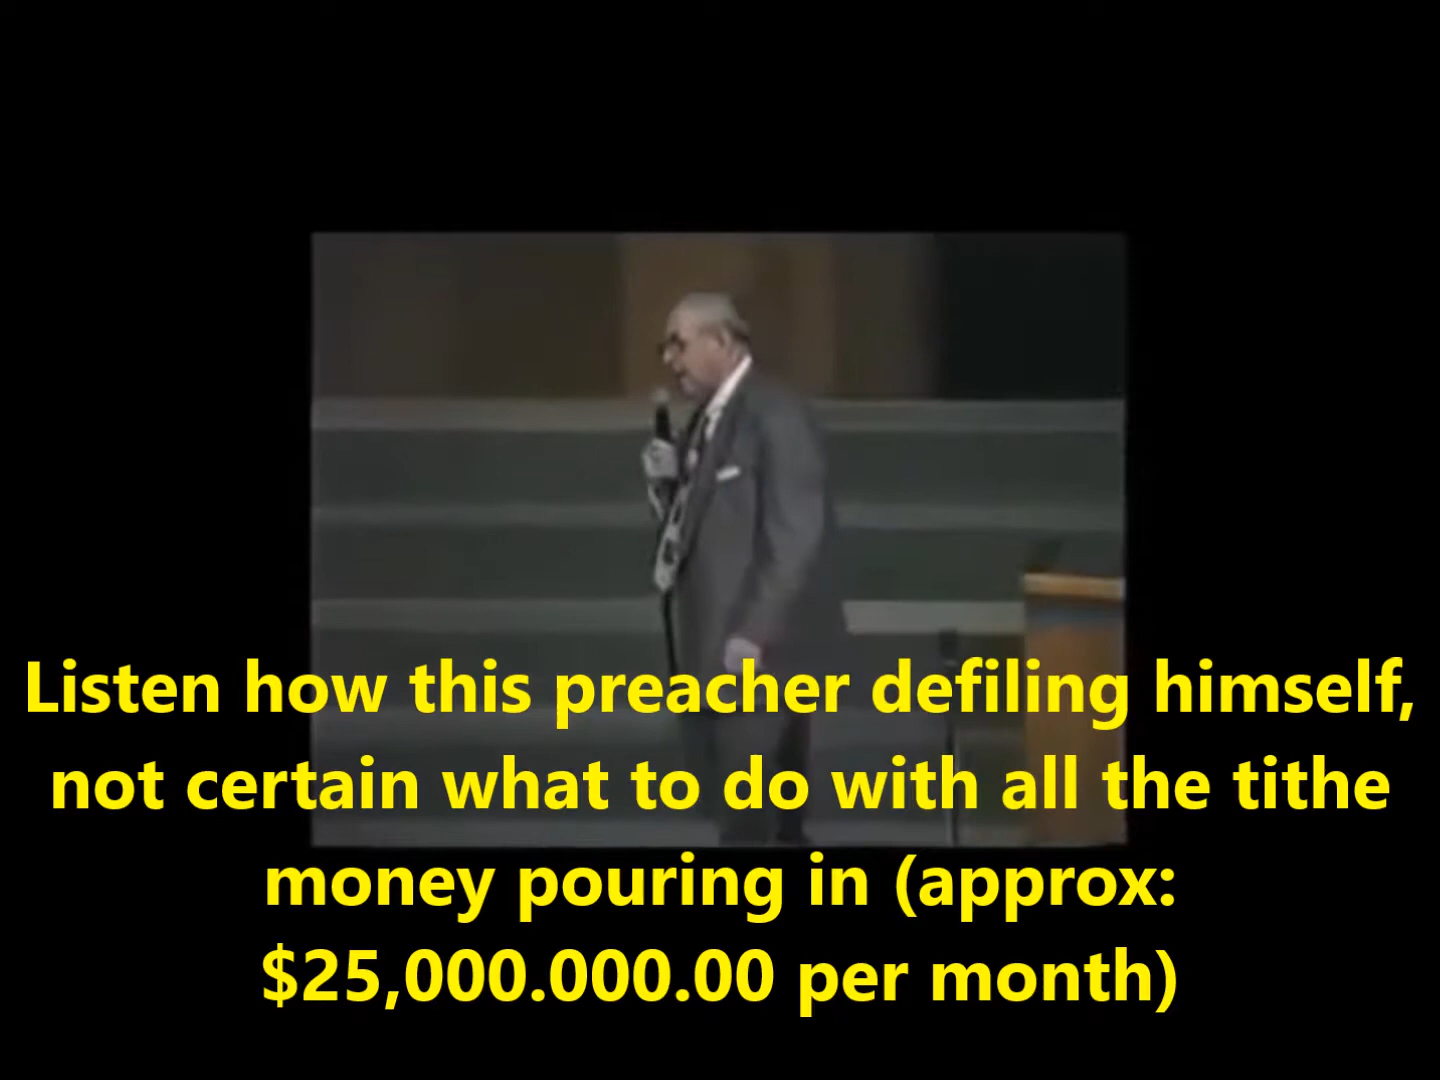 Listen how this preacher defiling himself,
not certain what to do with all the tithe
money pouring in (approx:
$25,000.000.00 per month)